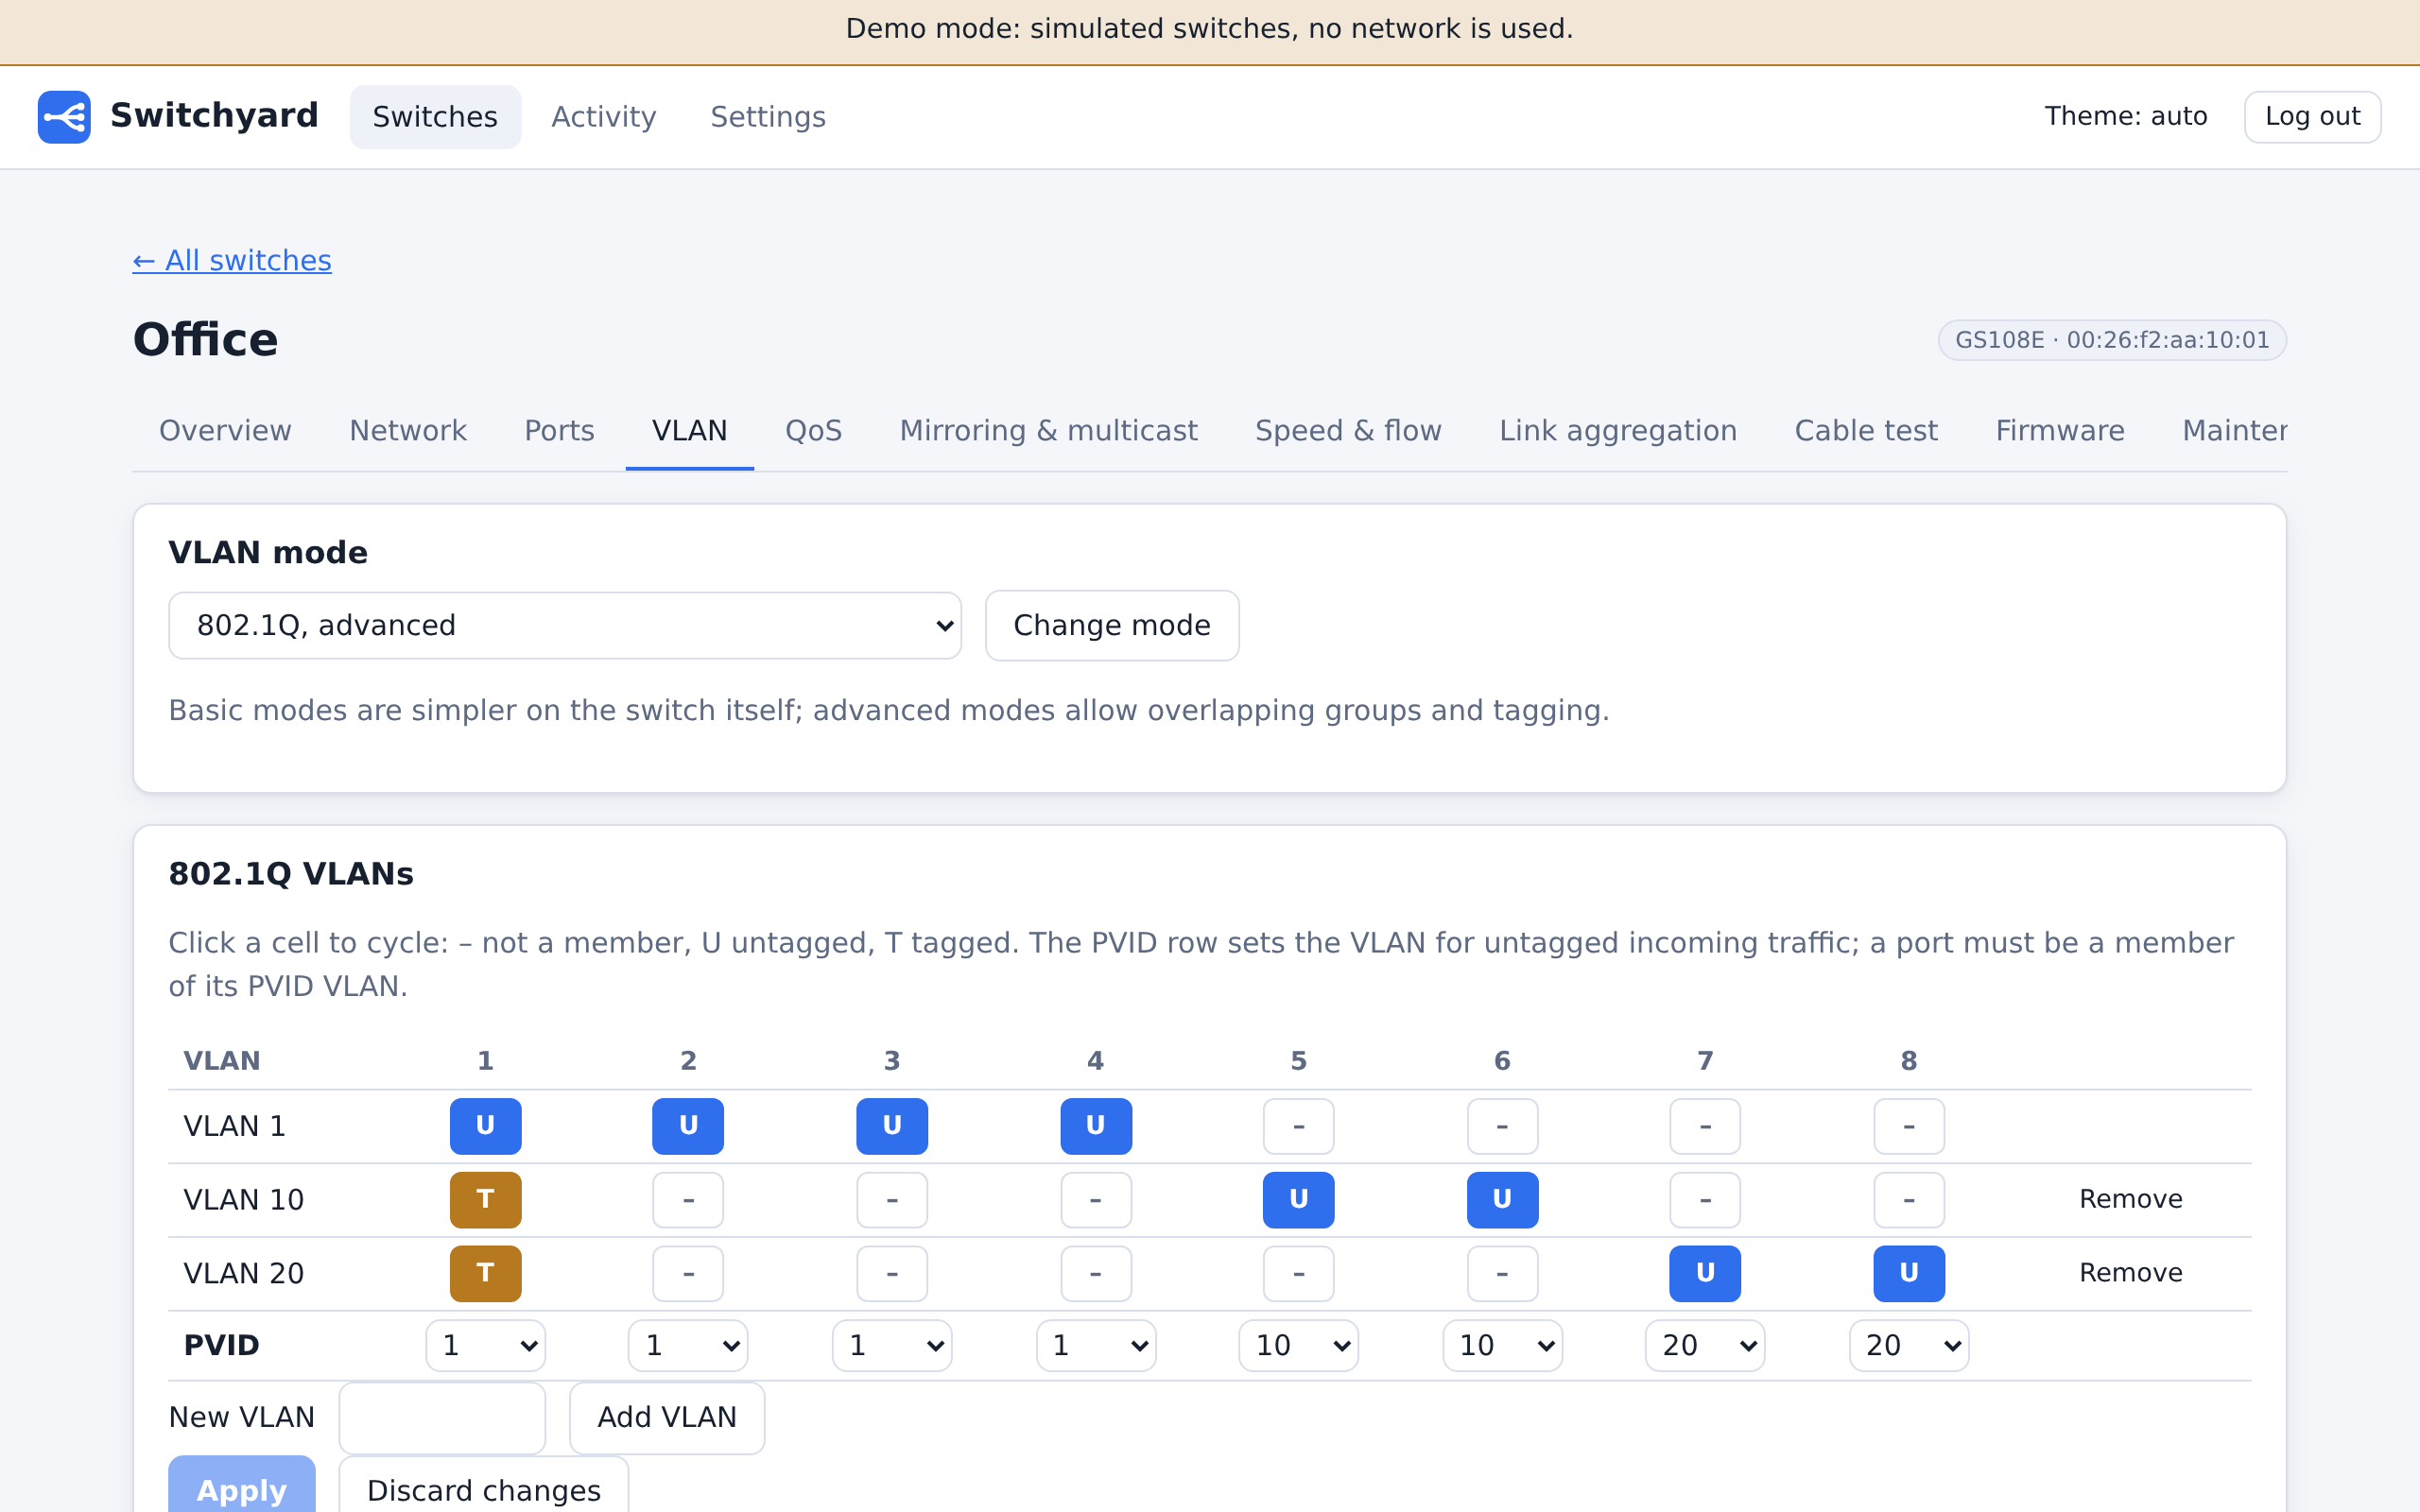 Demo mode: simulated switches, no network is used.
Switchyard Switches Activity Settings Theme: auto Log out
← All switches
Office GS108E · 00:26:f2:aa:10:01
Overview Network Ports VLAN QoS Mirroring & multicast Speed & flow Link aggregation Cable test Firmware Mainter
VLAN mode
802.1Q, advanced Change mode
Basic modes are simpler on the switch itself; advanced modes allow overlapping groups and tagging.
802.1Q VLANs
Click a cell to cycle: – not a member, U untagged, T tagged. The PVID row sets the VLAN for untagged incoming traffic; a port must be a member
of its PVID VLAN.
VLAN 1 2 3 4 5 6 7 8
VLAN 1 U U U U – – – –
VLAN 10 T – – – U U – – Remove
VLAN 20 T – – – – – U U Remove
PVID 1 1 1 1 10 10 20 20
New VLAN Add VLAN
Apply Discard changes